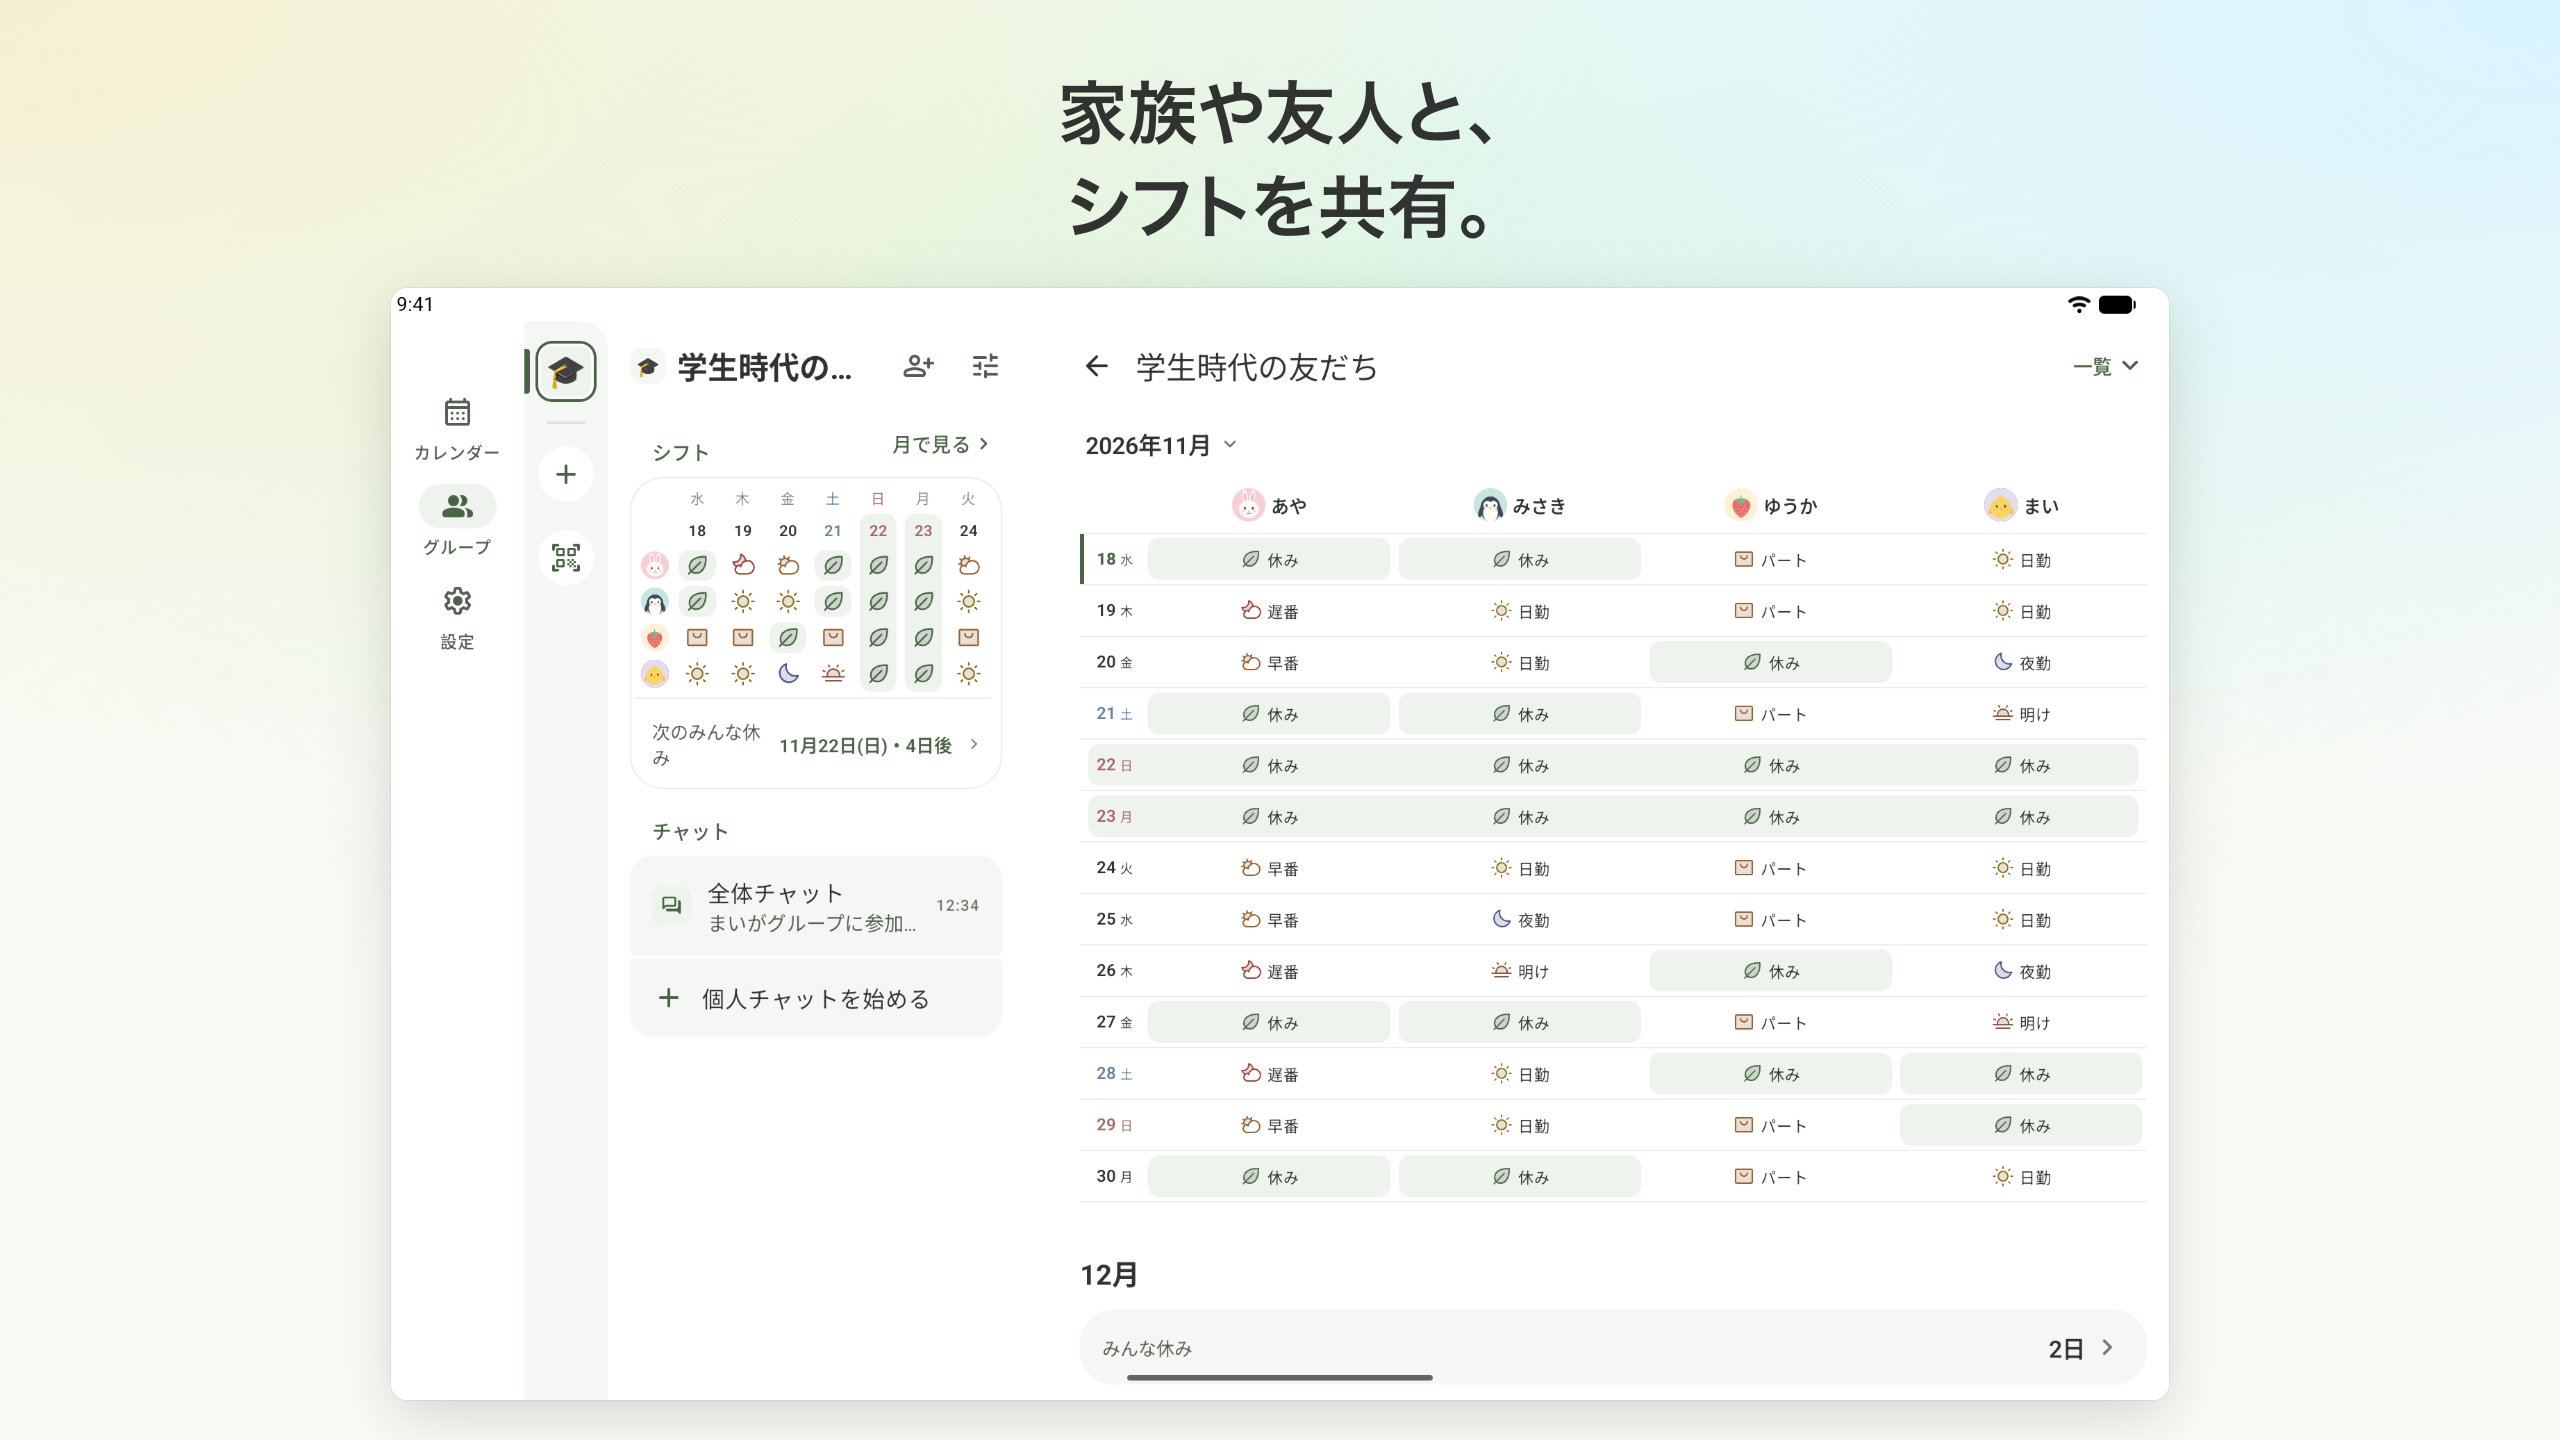 家族や友人と、
シフトを共有。
9:41
カレンダー
グループ
設定
学生時代の...
シフト
月で見る
水 木 金 土 日 月 火
18 19 20 21 22 23 24
次のみんな休み
11月22日(日)・4日後
チャット
全体チャット
まいがグループに参加...
12:34
個人チャットを始める
学生時代の友だち
一覧
2026年11月
あや みさき ゆうか まい
18 水 休み 休み パート 日勤
19 木 遅番 日勤 パート 日勤
20 金 早番 日勤 休み 夜勤
21 土 休み 休み パート 明け
22 日 休み 休み 休み 休み
23 月 休み 休み 休み 休み
24 火 早番 日勤 パート 日勤
25 水 早番 夜勤 パート 日勤
26 木 遅番 明け 休み 夜勤
27 金 休み 休み パート 明け
28 土 遅番 日勤 休み 休み
29 日 早番 日勤 パート 休み
30 月 休み 休み パート 日勤
12月
みんな休み
2日